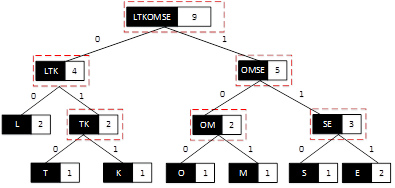 LTKOMSE 9
0 1
LTK 4 OMSE 5
0 1 0 1
L 2 TK 2 OM 2 SE 3
0 1 0 1 0 1
T 1 K 1 O 1 M 1 S 1 E 2